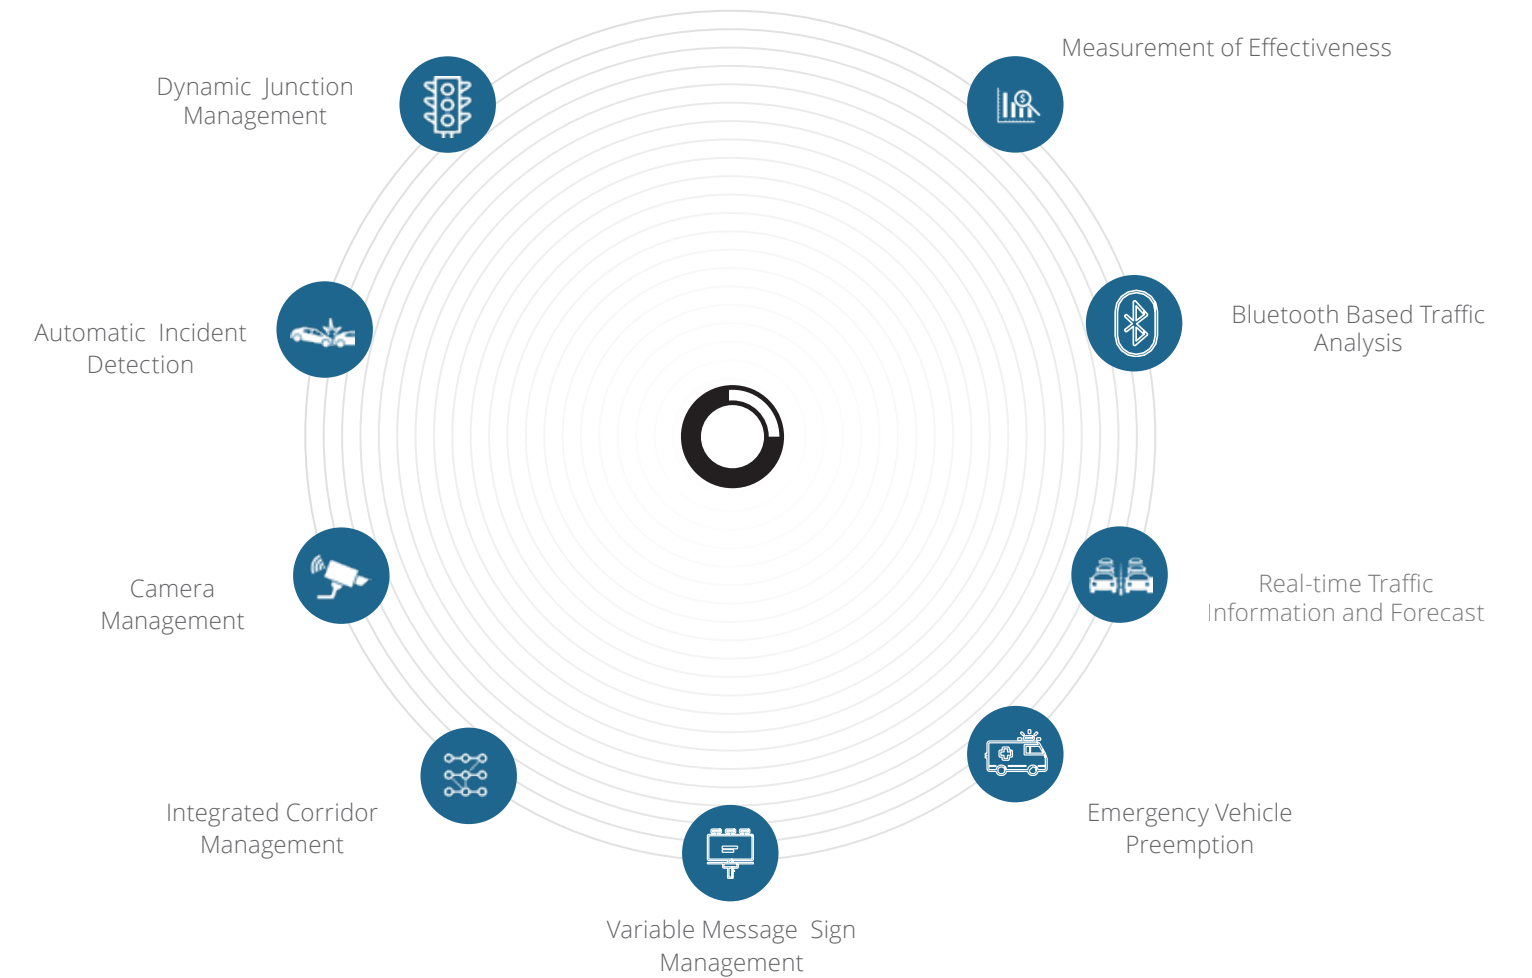 Measurement of Effectiveness
Dynamic Junction
Management
Bluetooth Based Traffic
Analysis
Automatic Incident
Detection
Real-time Traffic
Information and Forecast
Camera
Management
Integrated Corridor
Management
Emergency Vehicle
Preemption
Variable Message Sign
Management